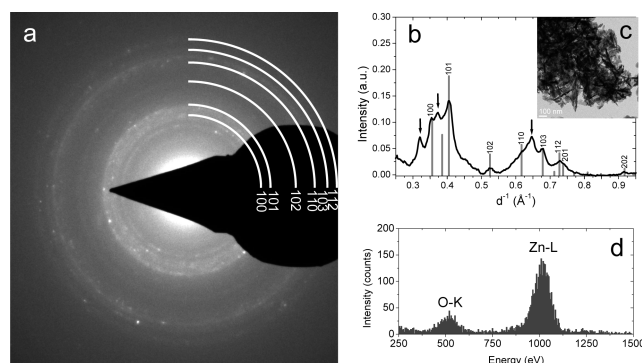 a
100
101
102
110
103
112
b
c
100 nm
Intensity (a.u.)
0.30
0.25
0.20
0.15
0.10
0.05
0.00
100
101
102
110
103
112
201
202
0.3 0.4 0.5 0.6 0.7 0.8 0.9
d⁻¹ (Å⁻¹)
d
Intensity (counts)
200
150
100
50
0
O-K
Zn-L
250 500 750 1000 1250 1500
Energy (eV)